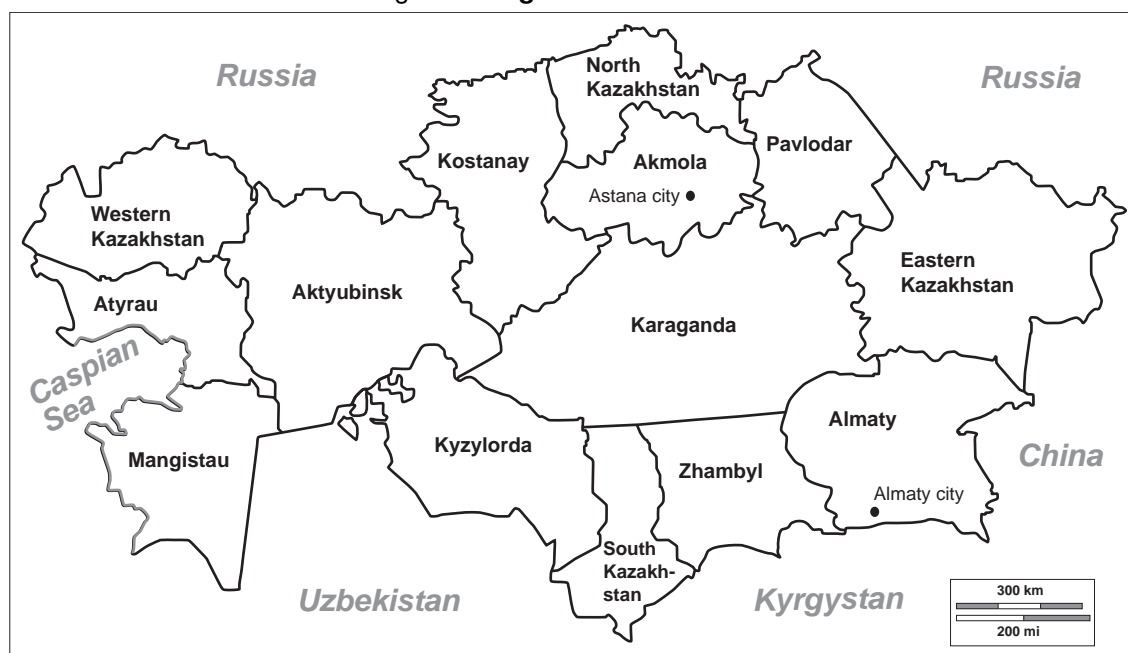 Russia
North
Kazakhstan
Russia
Kostanay
Akmola
Pavlodar
Astana city
Western
Kazakhstan
Eastern
Kazakhstan
Atyrau
Aktyubinsk
Karaganda
Caspian
Sea
Almaty
Mangistau
Kyzylorda
Zhambyl
China
Almaty city
South
Kazakh-
stan
Uzbekistan
Kyrgystan
300 km
200 mi